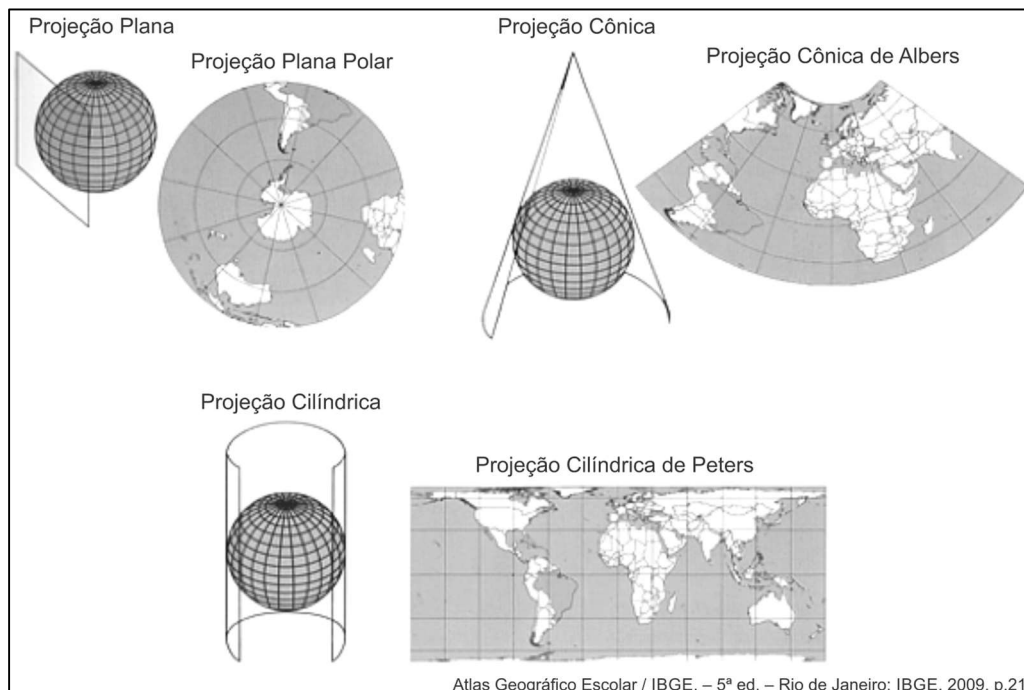 Projeção Plana
Projeção Plana Polar
Projeção Cônica
Projeção Cônica de Albers
Projeção Cilíndrica
Projeção Cilíndrica de Peters
Atlas Geográfico Escolar / IBGE. – 5ª ed. – Rio de Janeiro: IBGE, 2009. p.21